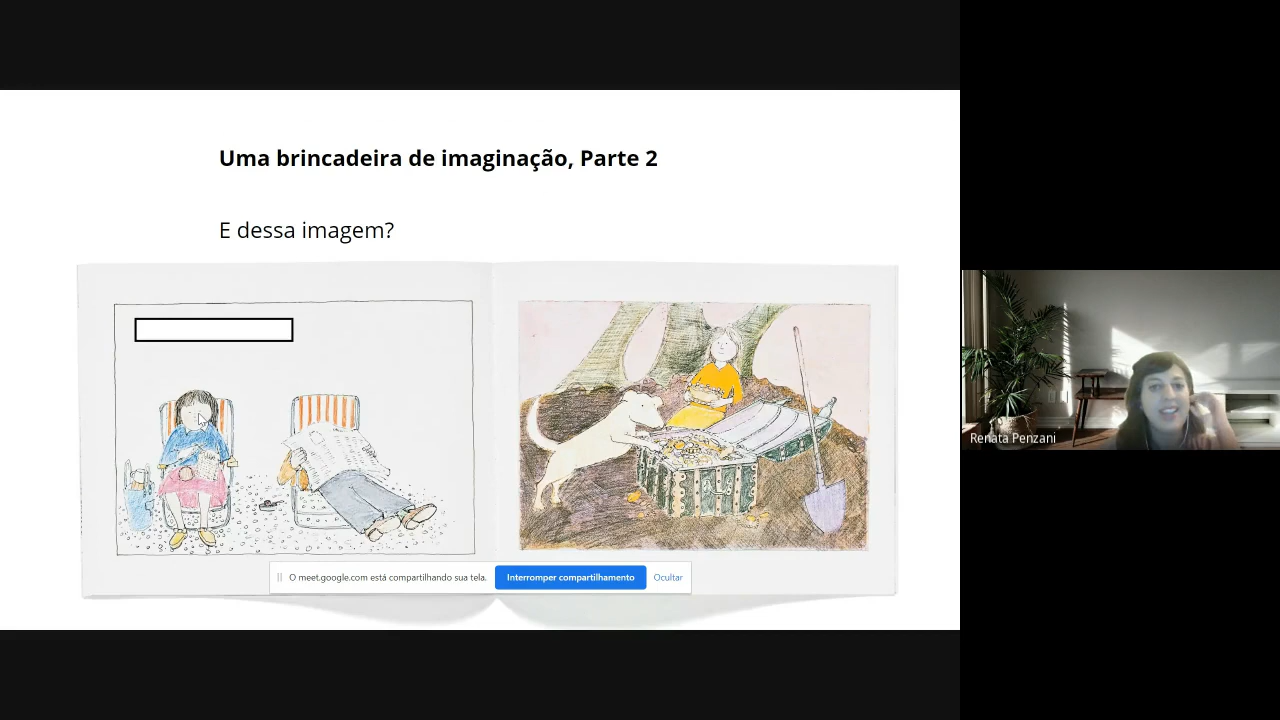 Uma brincadeira de imaginação, Parte 2
E dessa imagem?
O meet.google.com está compartilhando sua tela.
Interromper compartilhamento
Ocultar
Renata Penzani